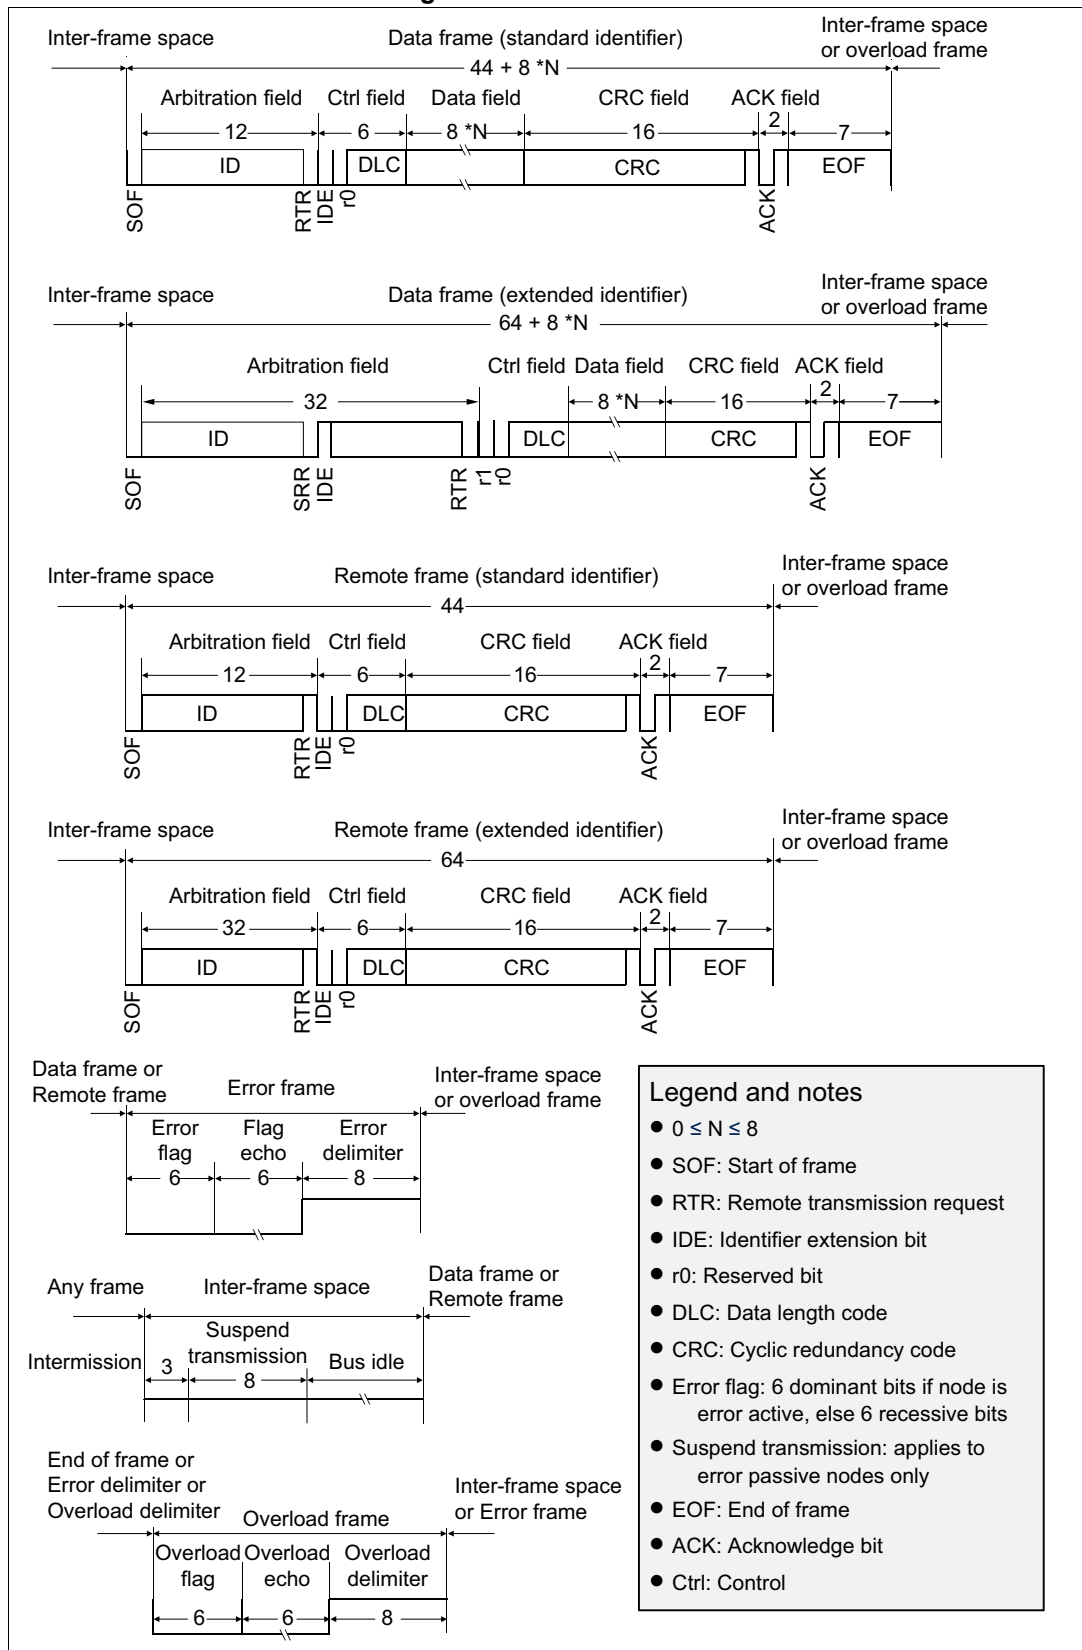 Inter-frame space
Data frame (standard identifier)
Inter-frame space
or overload frame
44 + 8 *N
Arbitration field Ctrl field Data field CRC field ACK field
12 6 8 *N 16 2 7
ID DLC CRC EOF
SOF RTR IDE r0 ACK
Inter-frame space
Data frame (extended identifier)
Inter-frame space
or overload frame
64 + 8 *N
Arbitration field Ctrl field Data field CRC field ACK field
32 8 *N 16 2 7
ID DLC CRC EOF
SOF SRR IDE RTR r1 r0 ACK
Inter-frame space
Remote frame (standard identifier)
Inter-frame space
or overload frame
44
Arbitration field Ctrl field CRC field ACK field
12 6 16 2 7
ID DLC CRC EOF
SOF RTR IDE r0 ACK
Inter-frame space
Remote frame (extended identifier)
Inter-frame space
or overload frame
64
Arbitration field Ctrl field CRC field ACK field
32 6 16 2 7
ID DLC CRC EOF
SOF RTR IDE r0 ACK
Data frame or
Remote frame
Error frame
Inter-frame space
or overload frame
Error
flag
Flag
echo
Error
delimiter
6 6 8
Any frame
Inter-frame space
Data frame or
Remote frame
Intermission
3
Suspend
transmission
8
Bus idle
End of frame or
Error delimiter or
Overload delimiter
Overload frame
Inter-frame space
or Error frame
Overload
flag
Overload
echo
Overload
delimiter
6 6 8
Legend and notes
● 0 ≤ N ≤ 8
● SOF: Start of frame
● RTR: Remote transmission request
● IDE: Identifier extension bit
● r0: Reserved bit
● DLC: Data length code
● CRC: Cyclic redundancy code
● Error flag: 6 dominant bits if node is
error active, else 6 recessive bits
● Suspend transmission: applies to
error passive nodes only
● EOF: End of frame
● ACK: Acknowledge bit
● Ctrl: Control